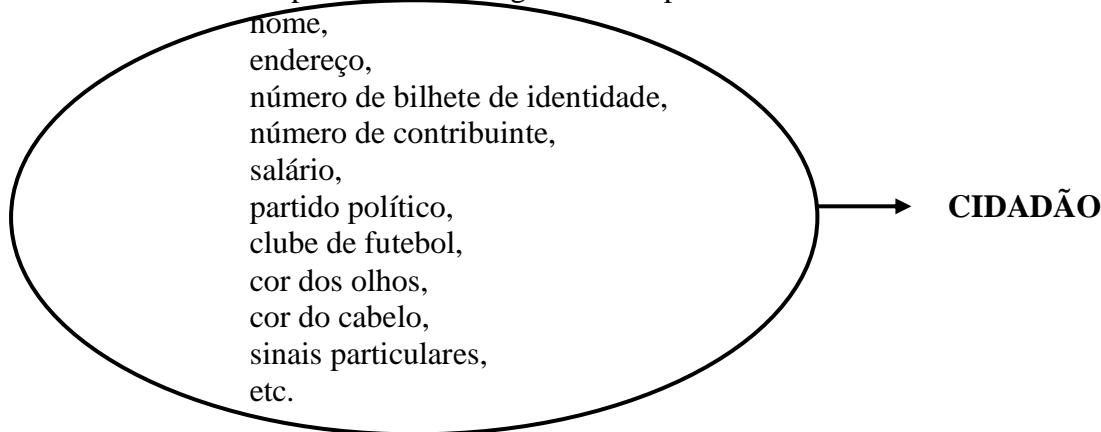 nome,
endereço,
número de bilhete de identidade,
número de contribuinte,
salário,
partido político,
CIDADÃO
clube de futebol,
cor dos olhos,
cor do cabelo,
sinais particulares,
etc.